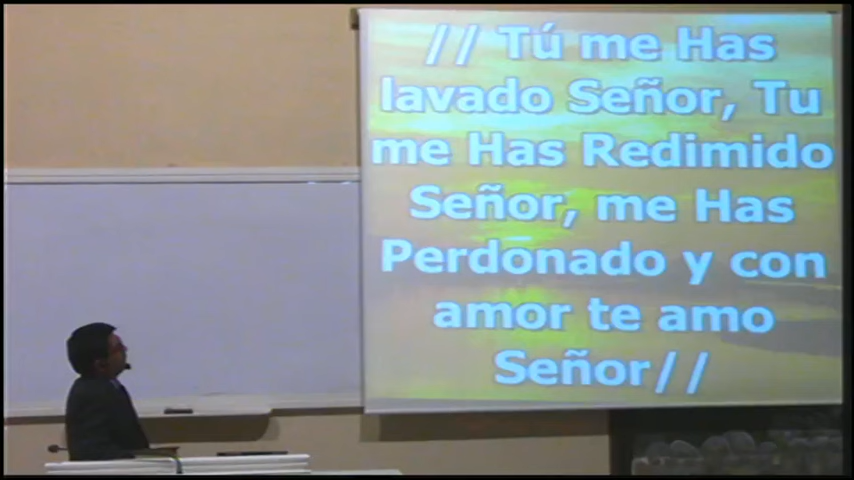 // Tú me Has
lavado Señor, Tu
me Has Redimido
Señor, me Has
Perdonado y con
amor te amo
Señor//